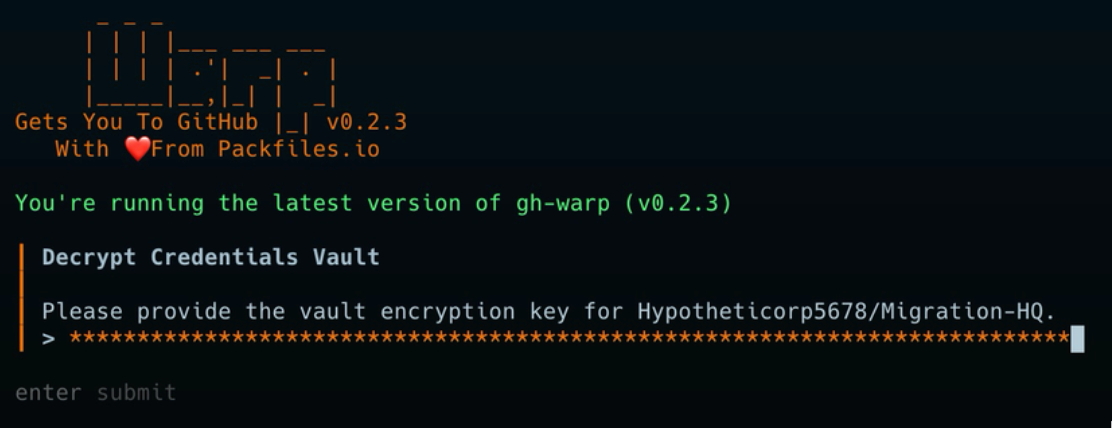 Warp
Gets You To GitHub |_| v0.2.3
With ❤️From Packfiles.io
You're running the latest version of gh-warp (v0.2.3)
Decrypt Credentials Vault
Please provide the vault encryption key for Hypotheticorp5678/Migration-HQ.
> **************************************************************************
enter submit